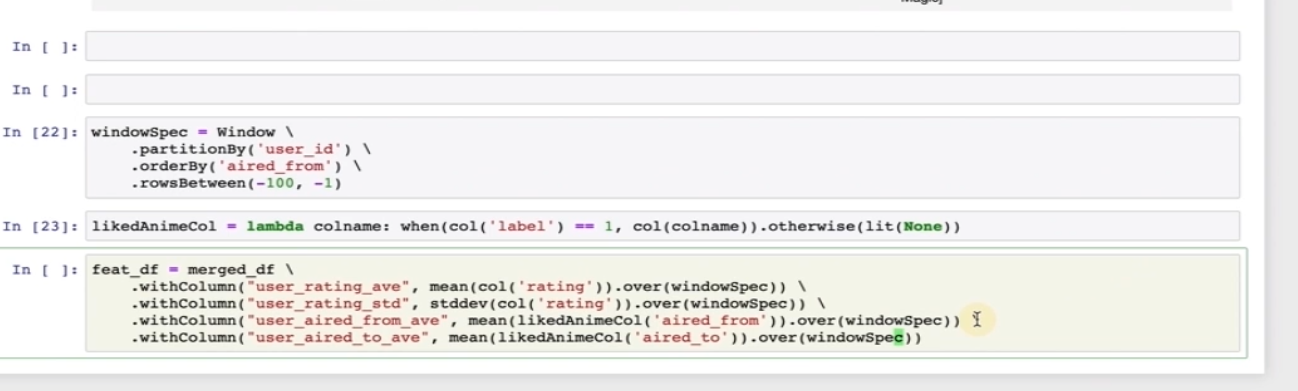 In [ ]:
In [ ]:
In [22]: windowSpec = Window \
.partitionBy('user_id') \
.orderBy('aired_from') \
.rowsBetween(-100, -1)
In [23]: likedAnimeCol = lambda colname: when(col('label') == 1, col(colname)).otherwise(lit(None))
In [ ]: feat_df = merged_df \
.withColumn("user_rating_ave", mean(col('rating')).over(windowSpec)) \
.withColumn("user_rating_std", stddev(col('rating')).over(windowSpec)) \
.withColumn("user_aired_from_ave", mean(likedAnimeCol('aired_from')).over(windowSpec))
.withColumn("user_aired_to_ave", mean(likedAnimeCol('aired_to')).over(windowSpec))